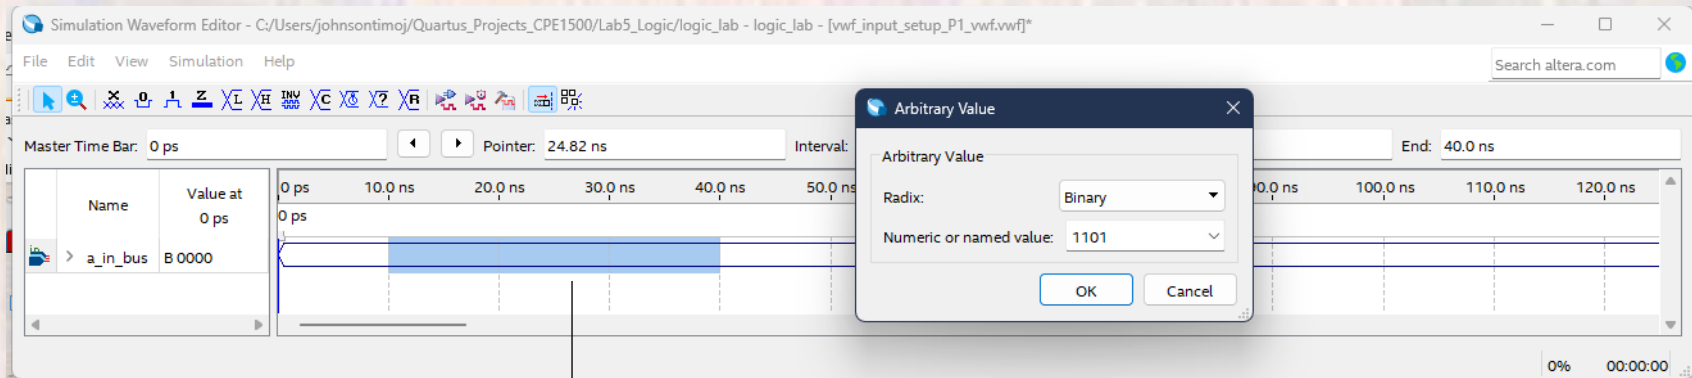 Simulation Waveform Editor - C:/Users/johnsontimoj/Quartus_Projects_CPE1500/Lab5_Logic/logic_lab - logic_lab - [vwf_input_setup_P1_vwf.vwf]*
File Edit View Simulation Help
Search altera.com
Master Time Bar: 0 ps
Pointer: 24.82 ns
Interval:
End: 40.0 ns
Name
Value at
0 ps
0 ps 10.0 ns 20.0 ns 30.0 ns 40.0 ns 50.0 ns 100.0 ns 110.0 ns 120.0 ns
0 ps
a_in_bus B 0000
Arbitrary Value
Arbitrary Value
Radix: Binary
Numeric or named value: 1101
OK Cancel
0% 00:00:00